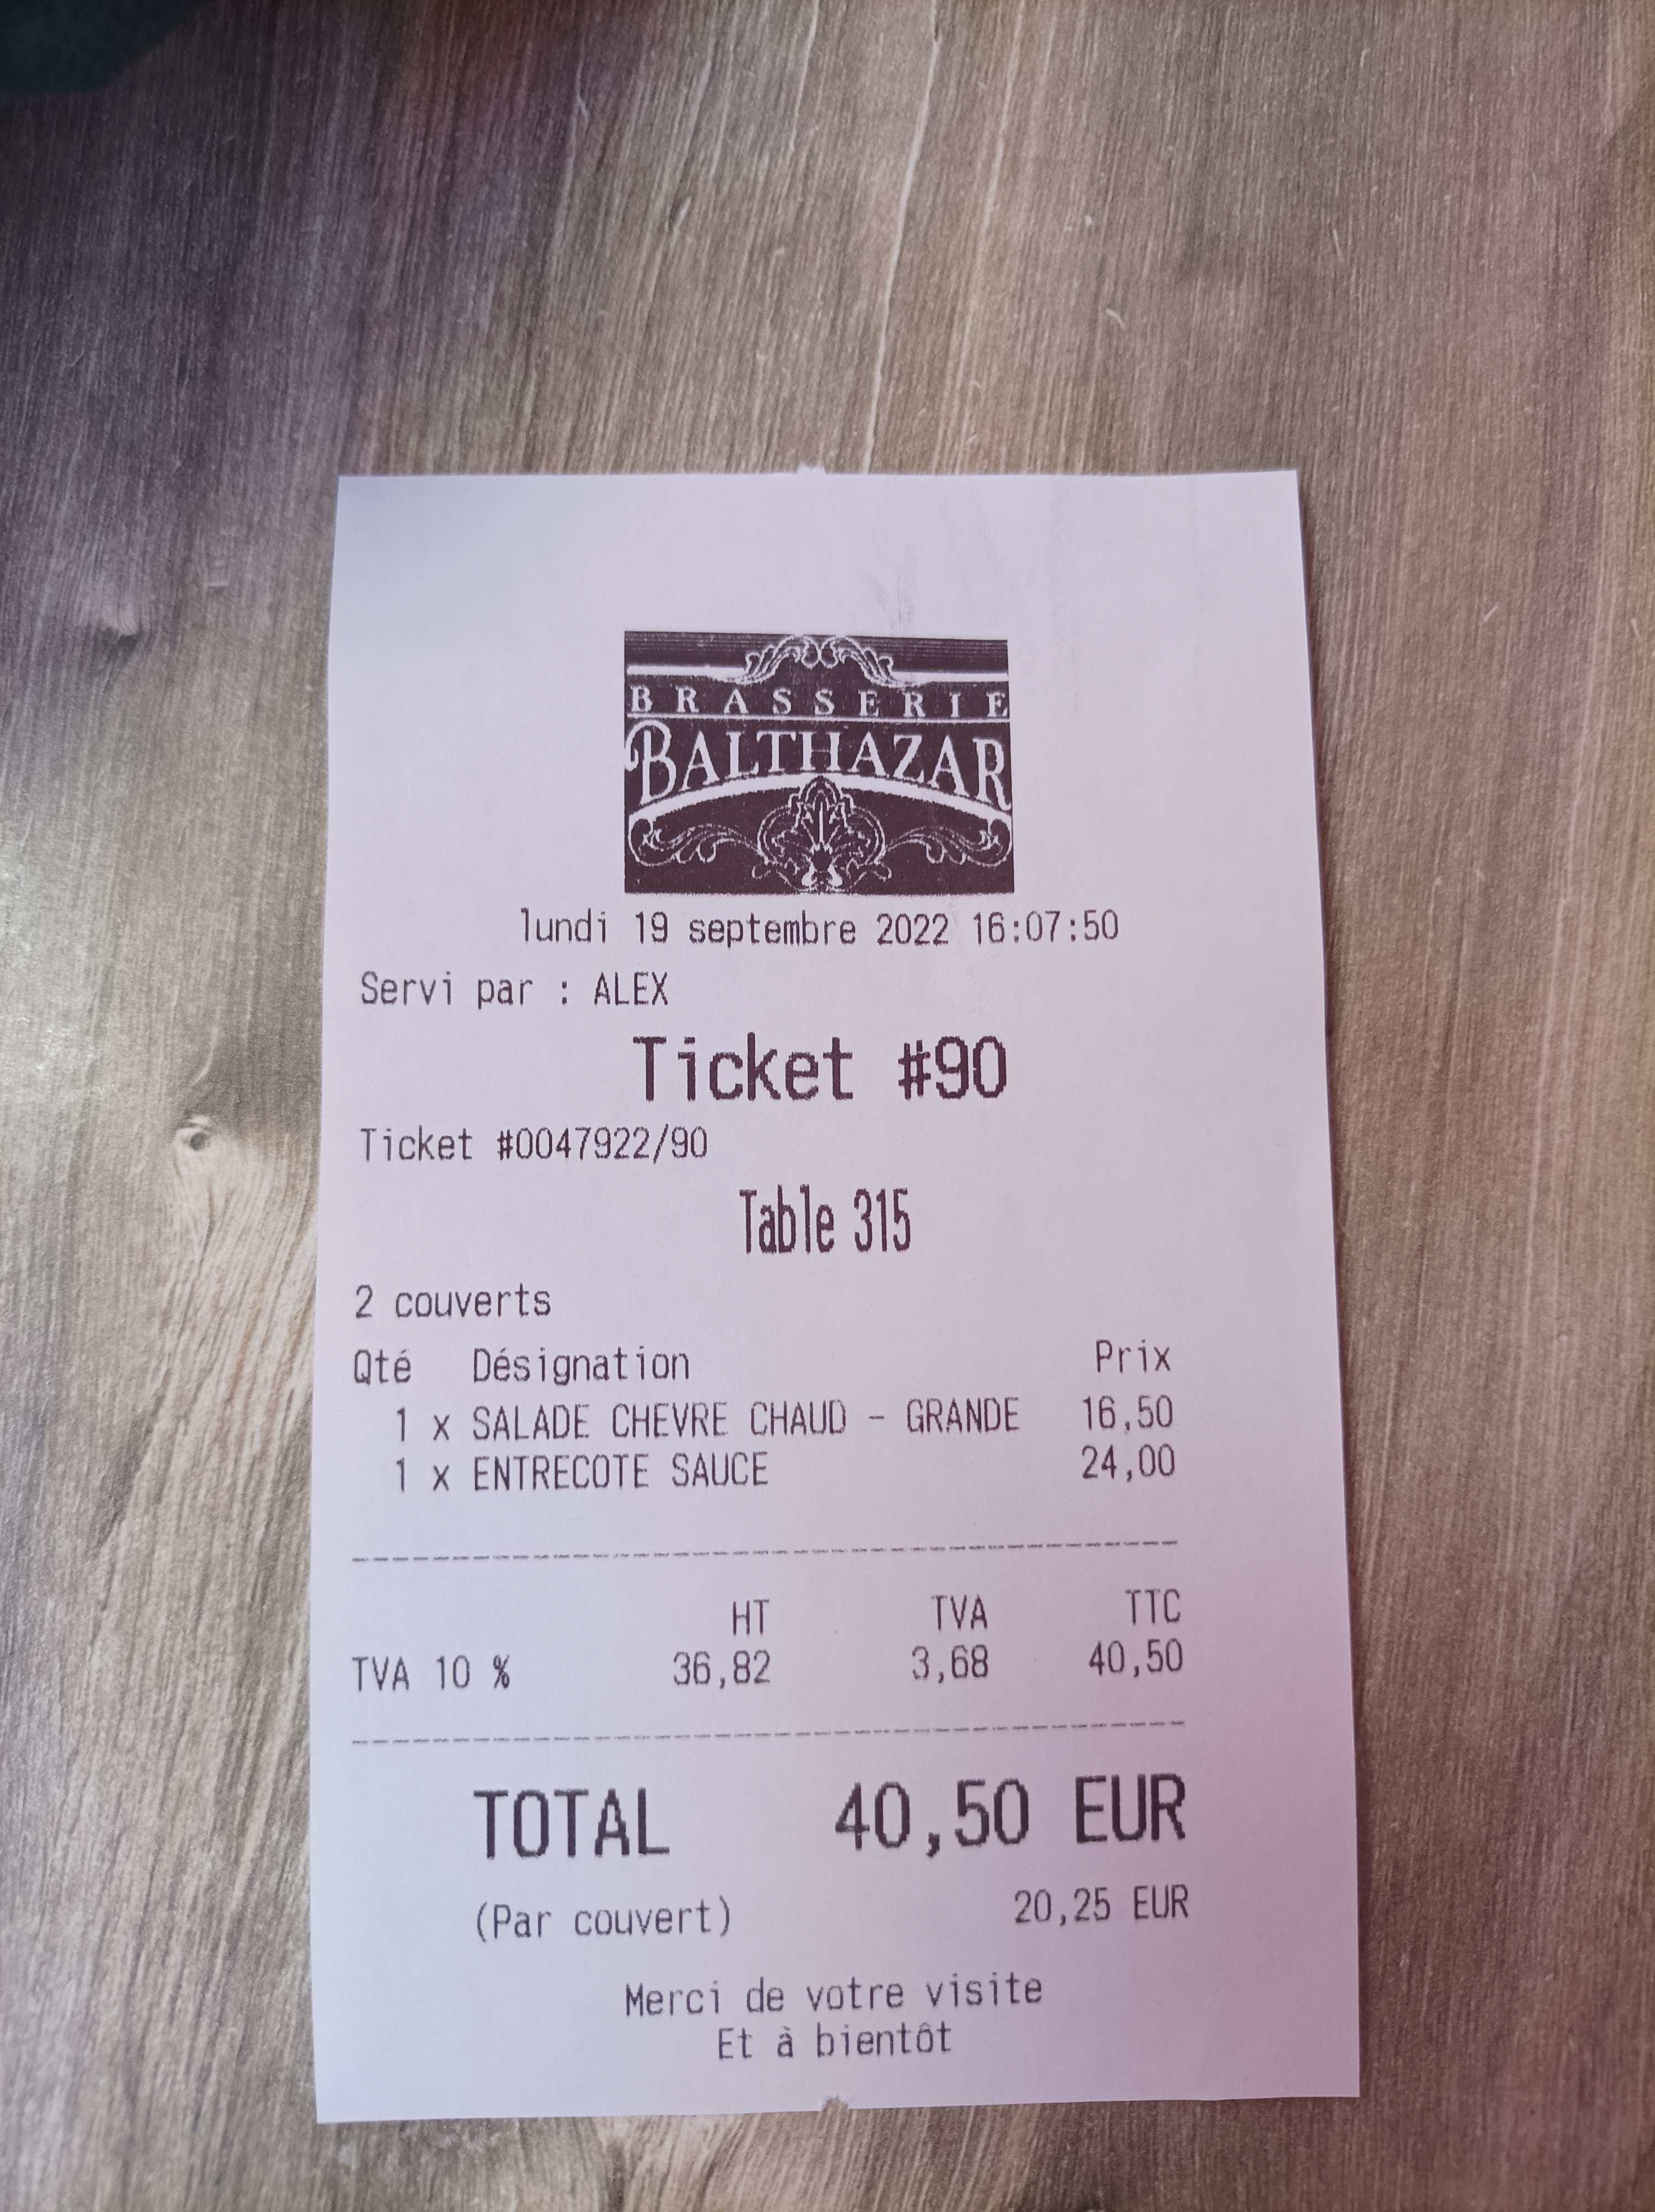 BRASSERIE
BALTHAZAR
lundi 19 septembre 2022 16:07:50
Servi par : ALEX
Ticket #90
Ticket #0047922/90
Table 315
2 couverts
Qté Désignation Prix
1 x SALADE CHEVRE CHAUD - GRANDE 16,50
1 x ENTRECOTE SAUCE 24,00
HT TVA TTC
TVA 10 % 36,82 3,68 40,50
TOTAL 40,50 EUR
(Par couvert) 20,25 EUR
Merci de votre visite
Et à bientôt